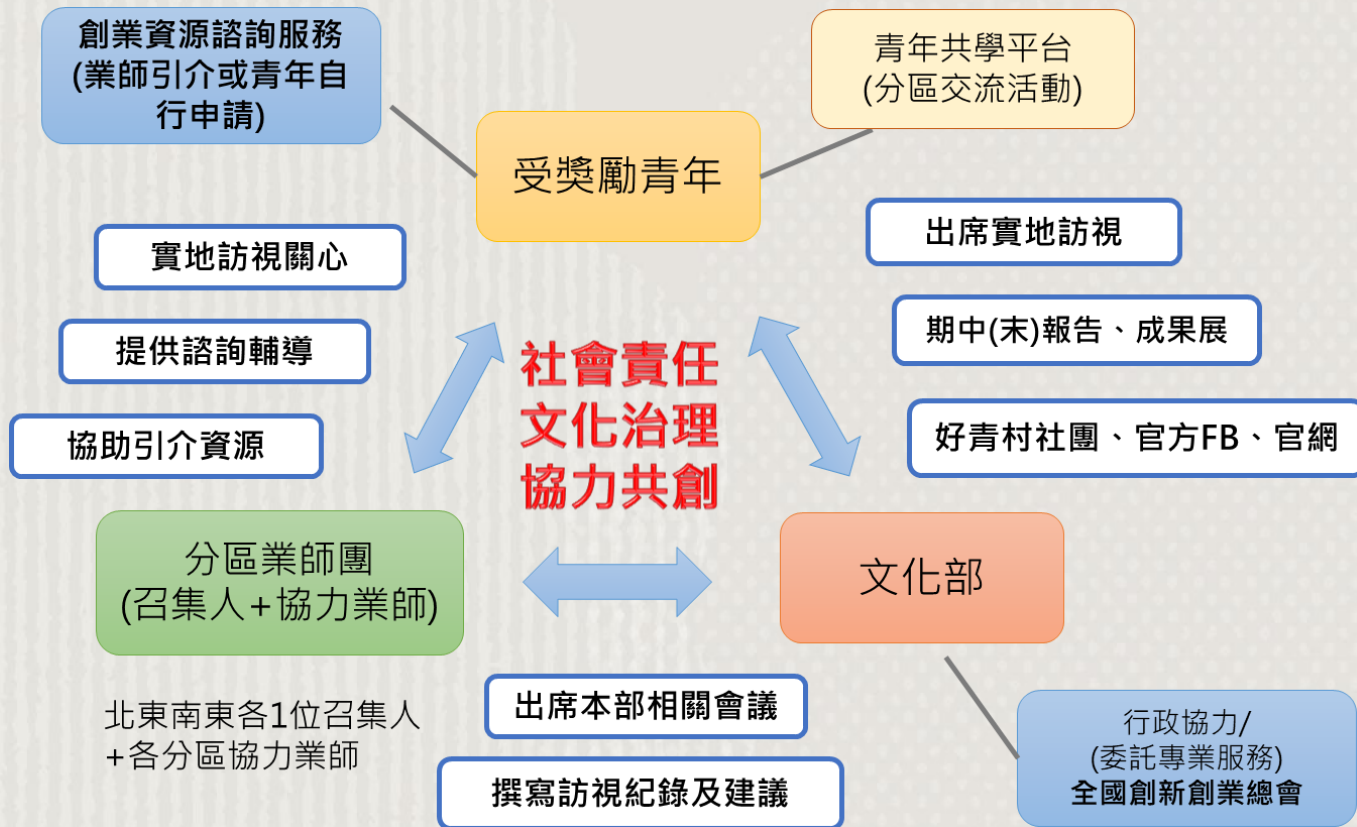 創業資源諮詢服務
(業師引介或青年自
行申請)
青年共學平台
(分區交流活動)
受獎勵青年
實地訪視關心
提供諮詢輔導
協助引介資源
出席實地訪視
期中(末)報告、成果展
好青村社團、官方FB、官網
社會責任
文化治理
協力共創
分區業師團
(召集人+協力業師)
文化部
北東南東各1位召集人
+各分區協力業師
出席本部相關會議
撰寫訪視紀錄及建議
行政協力/
(委託專業服務)
全國創新創業總會